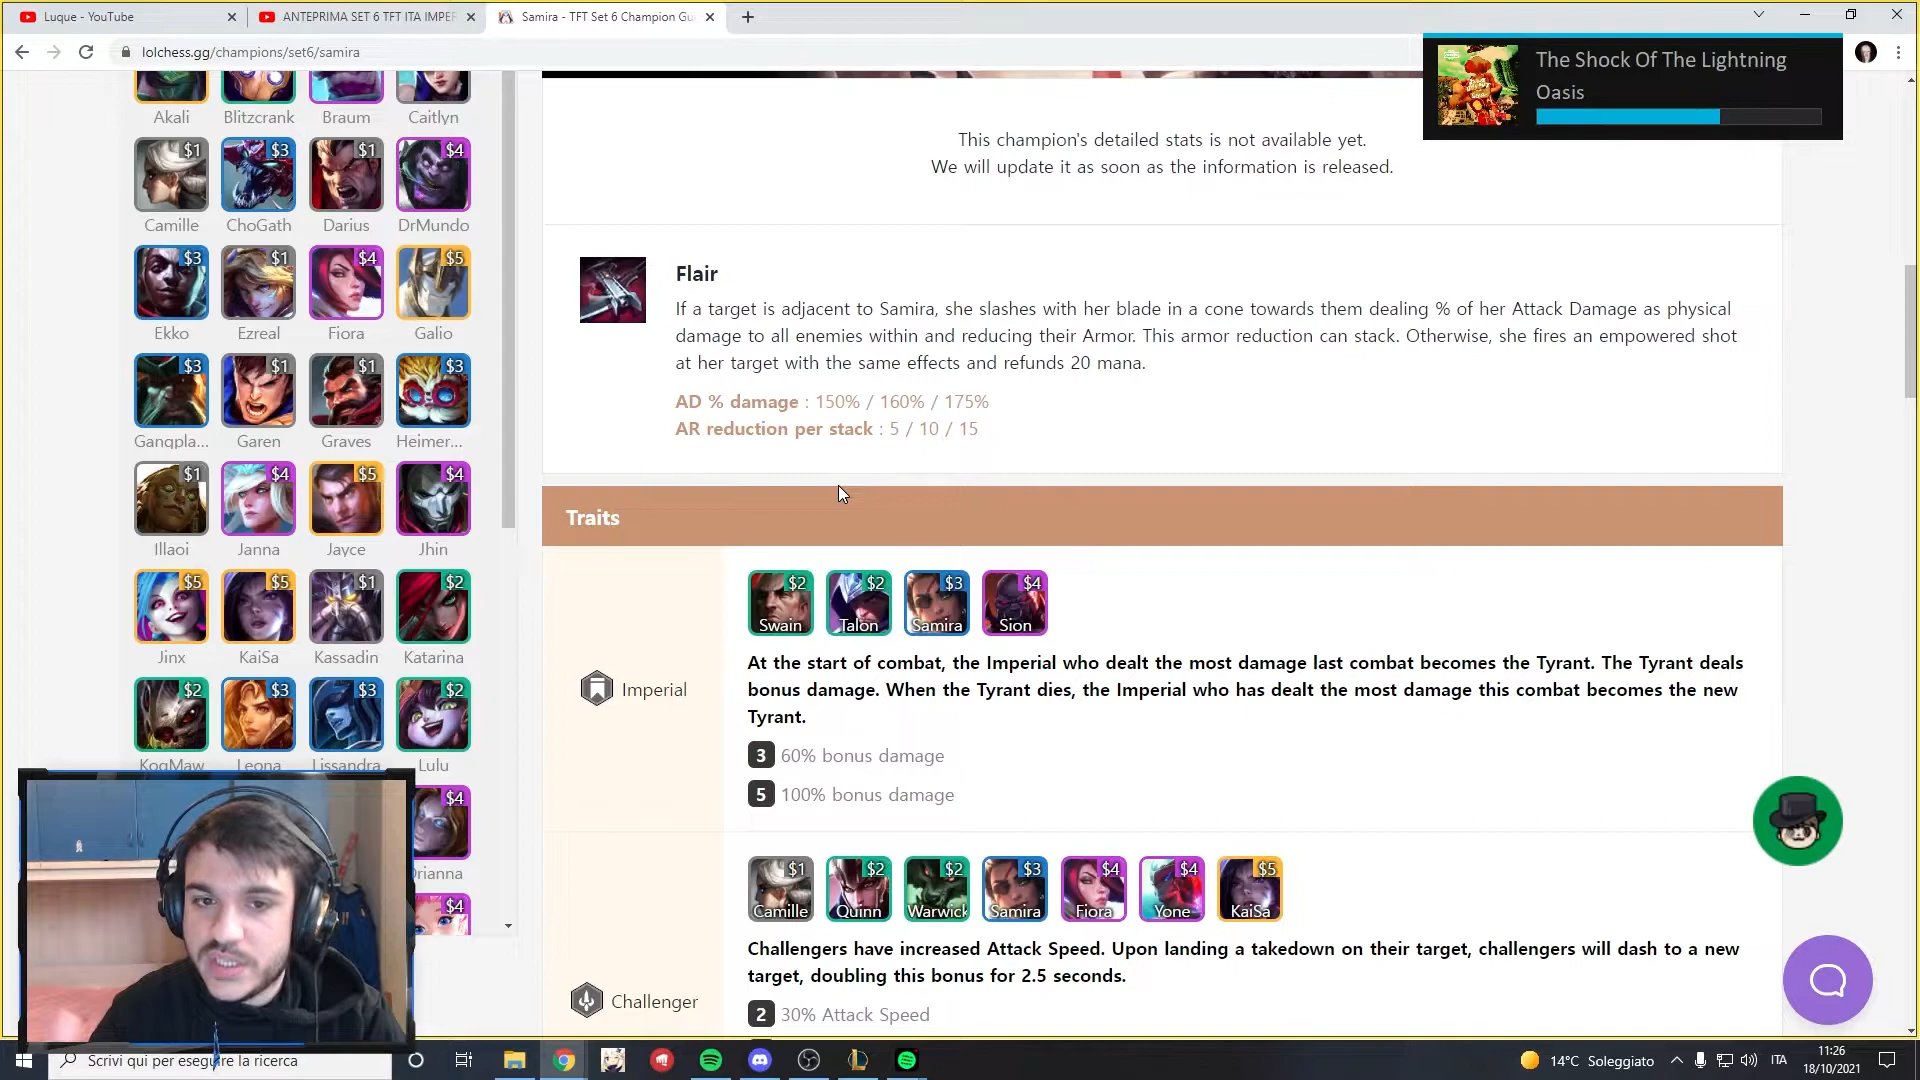 Luque - YouTube
ANTEPRIMA SET 6 TFT ITA IMPER
Samira - TFT Set 6 Champion Gu
lolchess.gg/champions/set6/samira
The Shock Of The Lightning
Oasis
Akali
Blitzcrank
Braum
Caitlyn
$1
$3
$1
$4
Camille
ChoGath
Darius
DrMundo
$3
$1
$4
$5
Ekko
Ezreal
Fiora
Galio
$3
$1
$1
$3
Gangpla...
Garen
Graves
Heimer...
$1
$4
$5
$4
Illaoi
Janna
Jayce
Jhin
$5
$5
$1
$2
Jinx
KaiSa
Kassadin
Katarina
$2
$3
$3
$2
KogMaw
Leona
Lissandra
Lulu
$4
Orianna
$4
This champion's detailed stats is not available yet.
We will update it as soon as the information is released.
Flair
If a target is adjacent to Samira, she slashes with her blade in a cone towards them dealing % of her Attack Damage as physical
damage to all enemies within and reducing their Armor. This armor reduction can stack. Otherwise, she fires an empowered shot
at her target with the same effects and refunds 20 mana.
AD % damage : 150% / 160% / 175%
AR reduction per stack : 5 / 10 / 15
Traits
Imperial
$2
$2
$3
$4
Swain
Talon
Samira
Sion
At the start of combat, the Imperial who dealt the most damage last combat becomes the Tyrant. The Tyrant deals
bonus damage. When the Tyrant dies, the Imperial who has dealt the most damage this combat becomes the new
Tyrant.
3 60% bonus damage
5 100% bonus damage
Challenger
$1
$2
$2
$3
$4
$4
$5
Camille
Quinn
Warwick
Samira
Fiora
Yone
KaiSa
Challengers have increased Attack Speed. Upon landing a takedown on their target, challengers will dash to a new
target, doubling this bonus for 2.5 seconds.
2 30% Attack Speed
Scrivi qui per eseguire la ricerca
14°C Soleggiato
ITA
11:26
18/10/2021